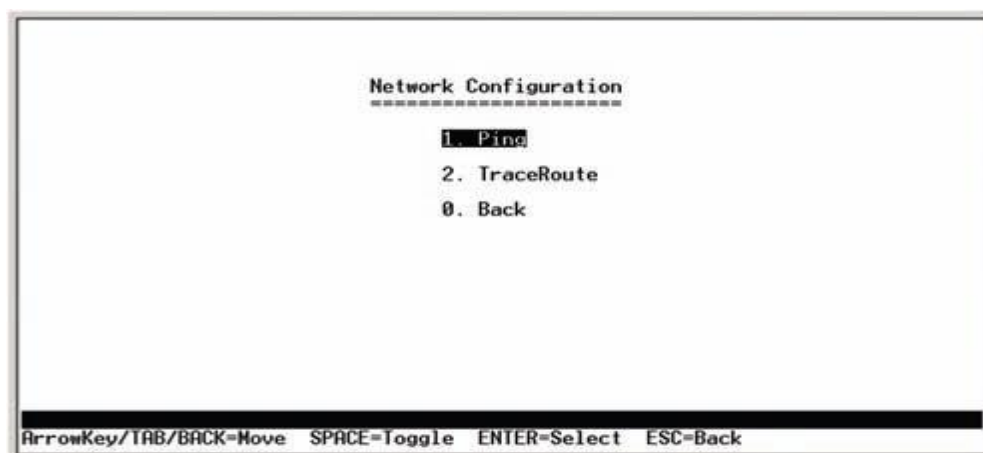 Network Configuration
=====================
1. Ping
2. TraceRoute
0. Back
ArrowKey/TAB/BACK=Move  SPACE=Toggle  ENTER=Select  ESC=Back